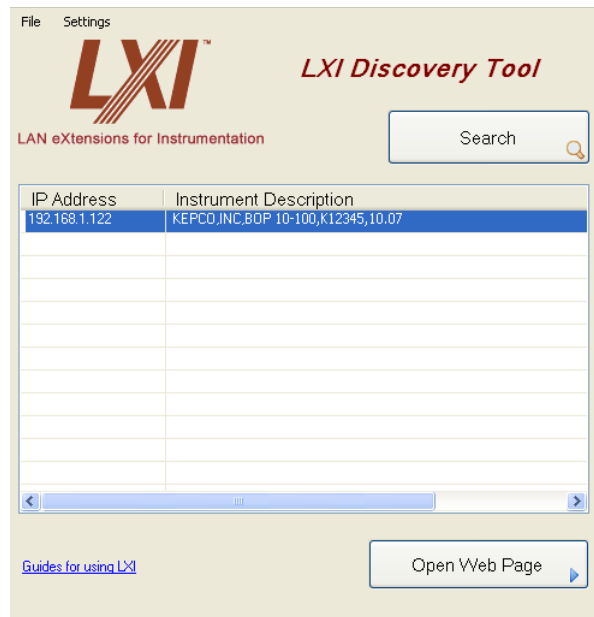 File Settings
LXI™
LXI Discovery Tool
LAN eXtensions for Instrumentation
Search
IP Address Instrument Description
192.168.1.122 KEPCO,INC,BOP 10-100,K12345,10.07
Guides for using LXI
Open Web Page